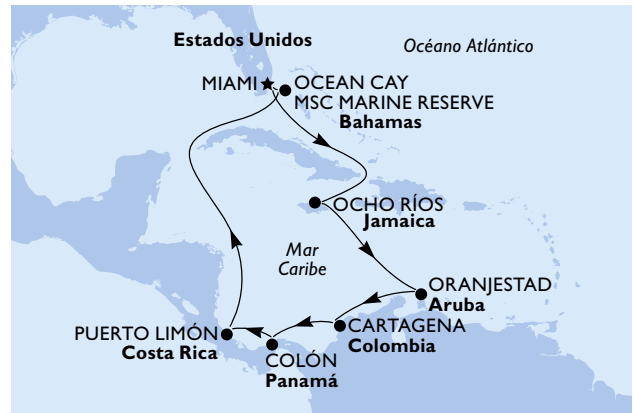 Estados Unidos
Océano Atlántico
MIAMI
OCEAN CAY
MSC MARINE RESERVE
Bahamas
OCHO RÍOS
Jamaica
Mar
Caribe
ORANJESTAD
Aruba
CARTAGENA
Colombia
PUERTO LIMÓN
Costa Rica
COLÓN
Panamá